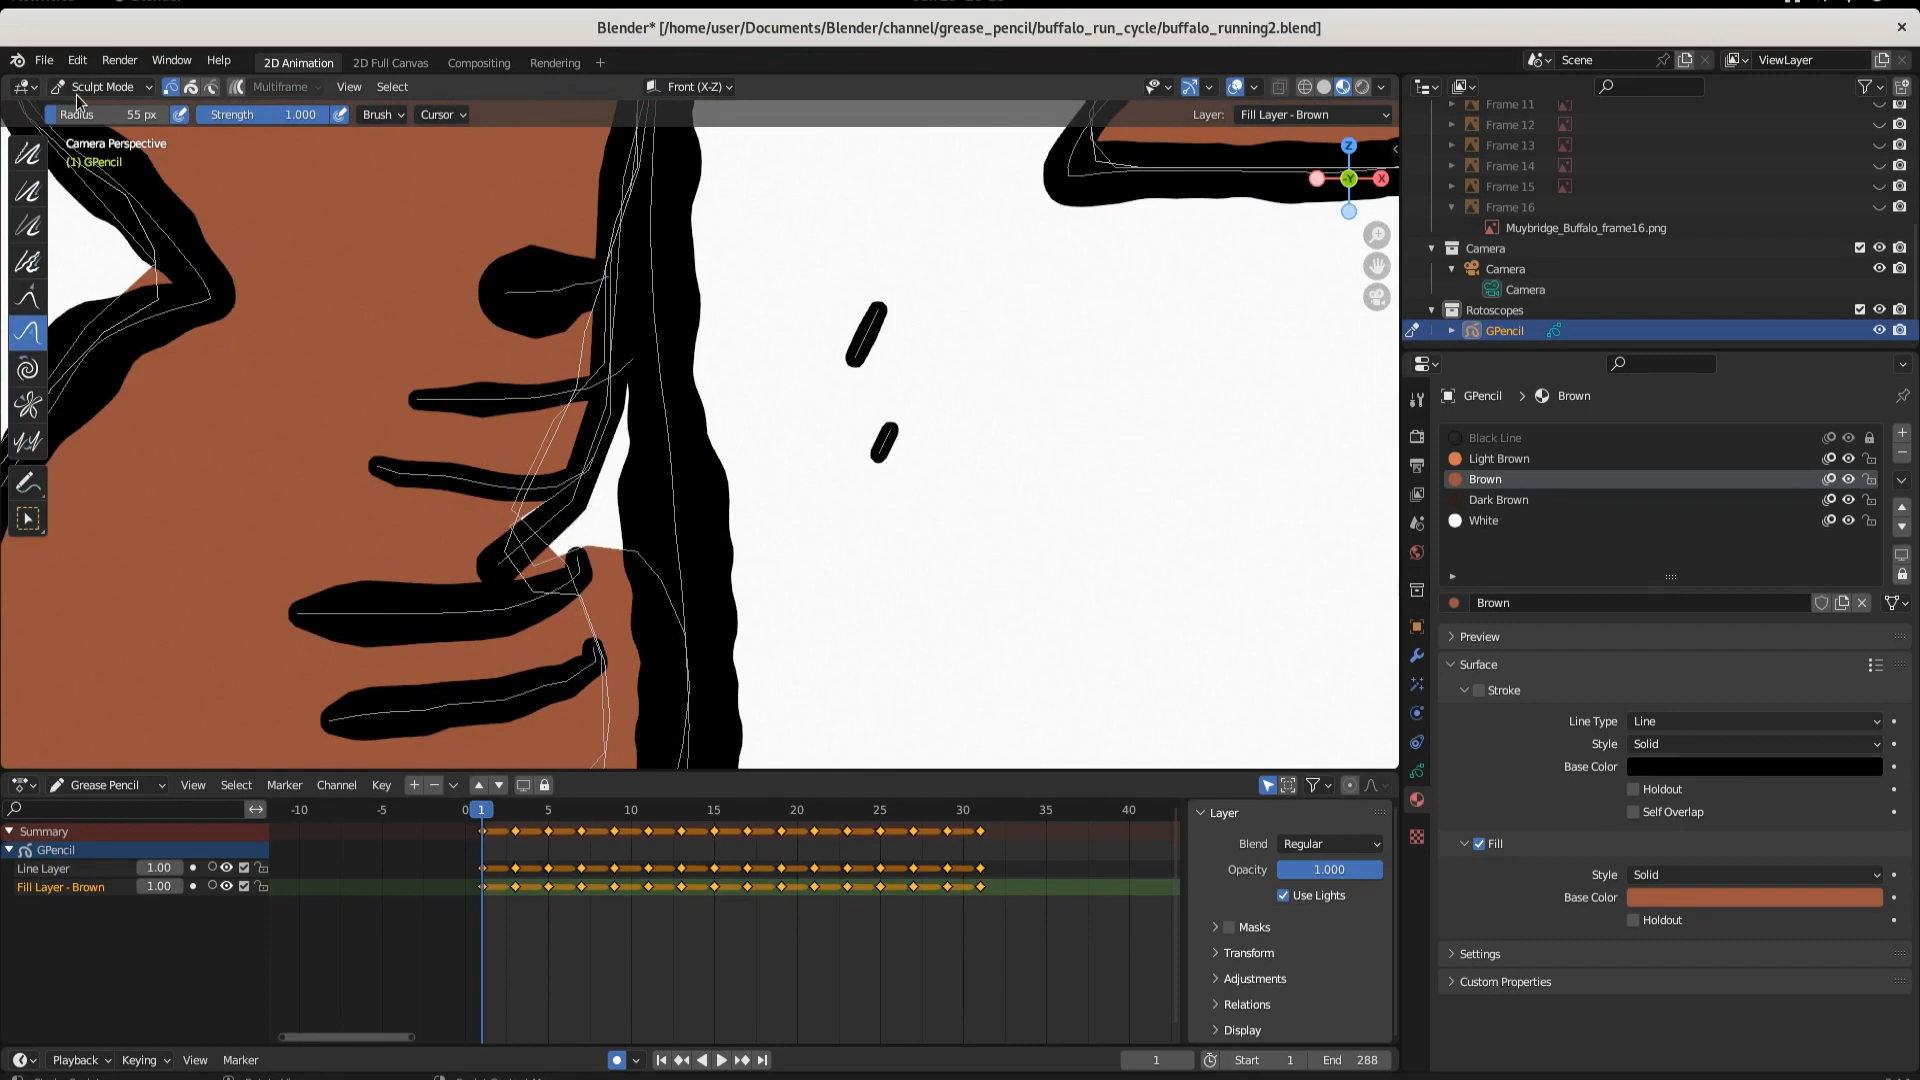 Blender* [/home/user/Documents/Blender/channel/grease_pencil/buffalo_run_cycle/buffalo_running2.blend]
File Edit Render Window Help 2D Animation 2D Full Canvas Compositing Rendering + Scene ViewLayer
Sculpt Mode Multiframe View Select Front (X-Z)
Radius 55 px Strength 1.000 Brush Cursor Layer: Fill Layer - Brown
Camera Perspective
(1) GPencil
Z
-Y X
Frame 11
Frame 12
Frame 13
Frame 14
Frame 15
Frame 16
Muybridge_Buffalo_frame16.png
Camera
Camera
Camera
Rotoscopes
GPencil
GPencil > Brown
Black Line
Light Brown
Brown
Dark Brown
White
Brown
Preview
Surface
Stroke
Line Type Line
Style Solid
Base Color
Holdout
Self Overlap
Fill
Style Solid
Base Color
Holdout
Settings
Custom Properties
Grease Pencil View Select Marker Channel Key
-10 -5 0 1 5 10 15 20 25 30 35 40
Summary
GPencil
Line Layer 1.00
Fill Layer - Brown 1.00
Layer
Blend Regular
Opacity 1.000
Use Lights
Masks
Transform
Adjustments
Relations
Display
Playback Keying View Marker 1 Start 1 End 288